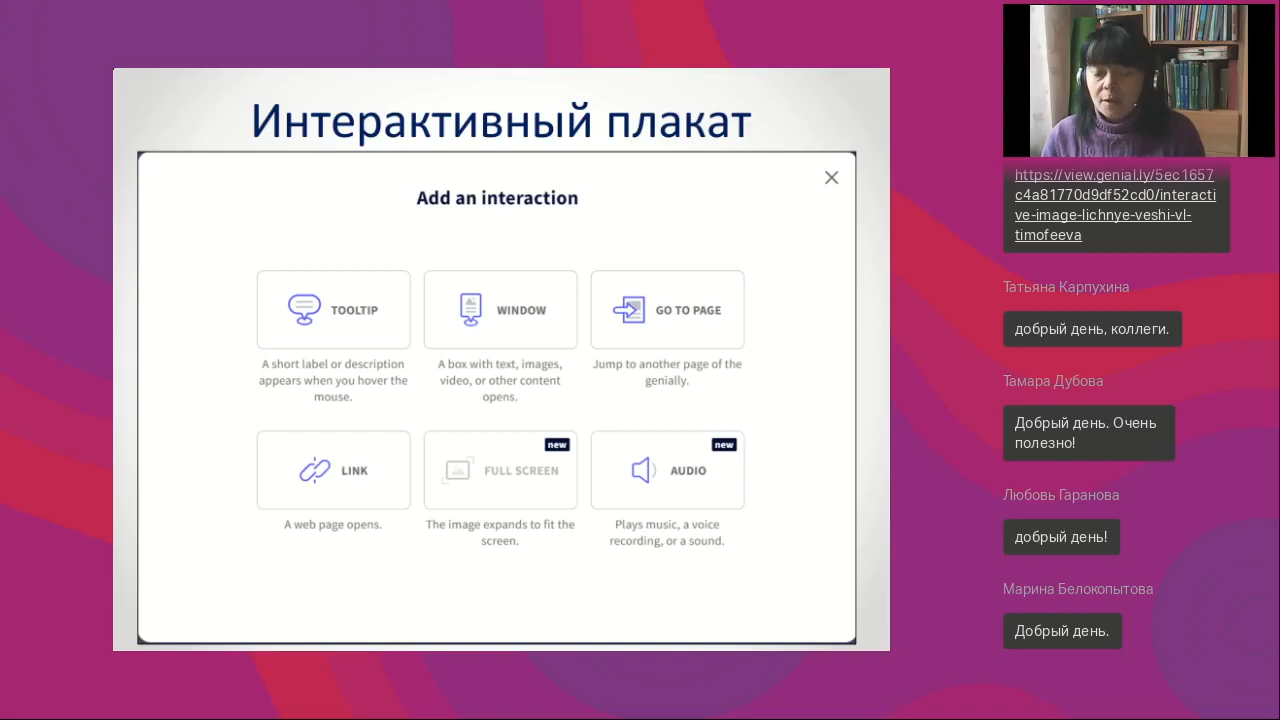 Интерактивный плакат
Add an interaction
TOOLTIP
A short label or description
appears when you hover the
mouse.
WINDOW
A box with text, images,
video, or other content
opens.
GO TO PAGE
Jump to another page of the
genially.
LINK
A web page opens.
new
FULL SCREEN
The image expands to fit the
screen.
new
AUDIO
Plays music, a voice
recording, or a sound.
https://view.genial.ly/5ec1657
c4a81770d9df52cd0/interacti
ve-image-lichnye-veshi-vl-
timofeeva
Татьяна Карпухина
добрый день, коллеги.
Тамара Дубова
Добрый день. Очень
полезно!
Любовь Гаранова
добрый день!
Марина Белокопытова
Добрый день.